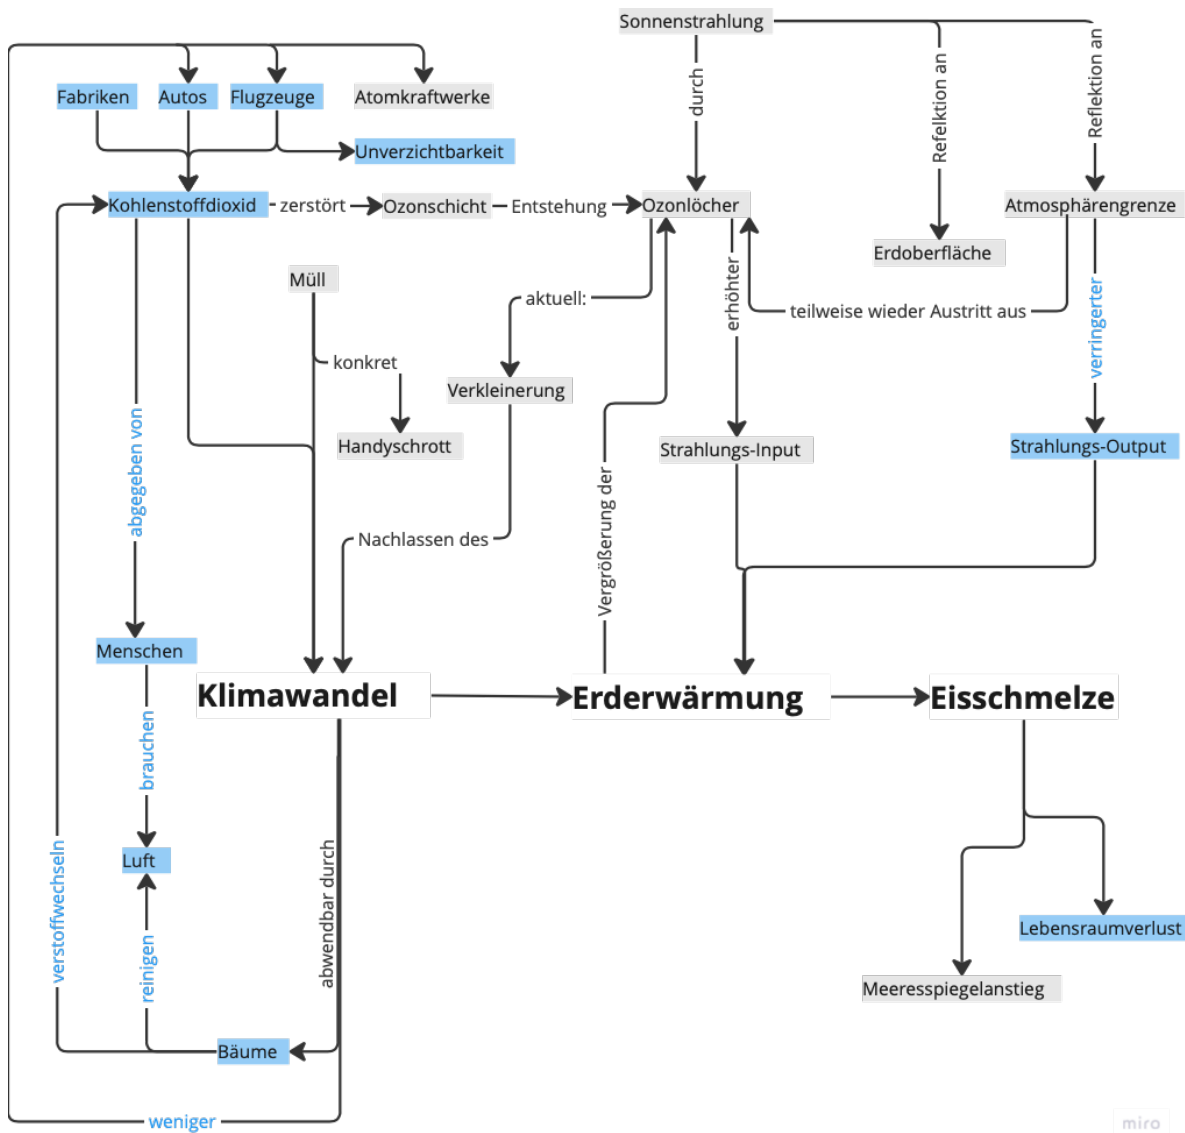 Sonnenstrahlung
Fabriken
Autos
Flugzeuge
Atomkraftwerke
durch
Refelktion an
Reflektion an
Unverzichtbarkeit
Kohlenstoffdioxid
zerstört
Ozonschicht
Entstehung
Ozonlöcher
Atmosphärengrenze
Erdoberfläche
Müll
aktuell:
erhöhter
teilweise wieder Austritt aus
verringerter
konkret
Verkleinerung
Handyschrott
Strahlungs-Input
Strahlungs-Output
abgegeben von
Nachlassen des
Vergrößerung der
Menschen
Klimawandel
Erderwärmung
Eisschmelze
brauchen
Luft
verstoffwechseln
reinigen
abwendbar durch
Lebensraumverlust
Meeresspiegelanstieg
Bäume
weniger
miro